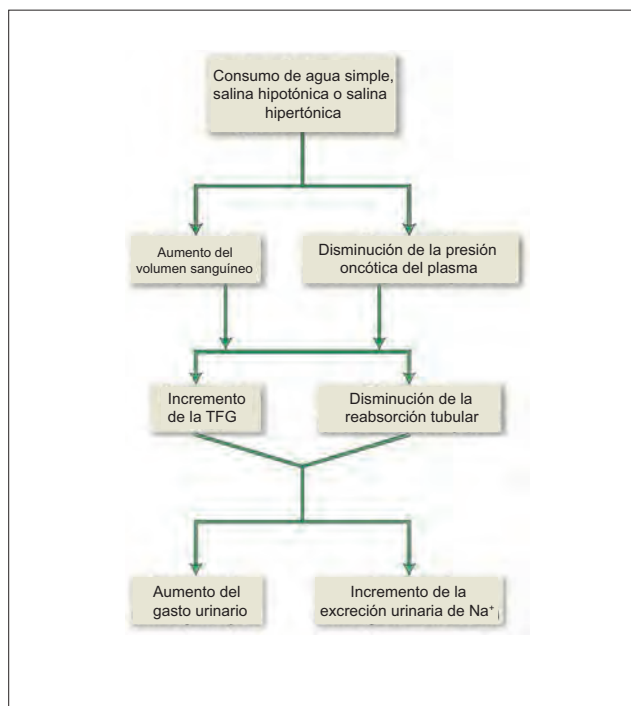 Consumo de agua simple,
salina hipotónica o salina
hipertónica
Aumento del
volumen sanguíneo
Disminución de la presión
oncótica del plasma
Incremento
de la TFG
Disminución de la
reabsorción tubular
Aumento del
gasto urinario
Incremento de la
excreción urinaria de Na⁺